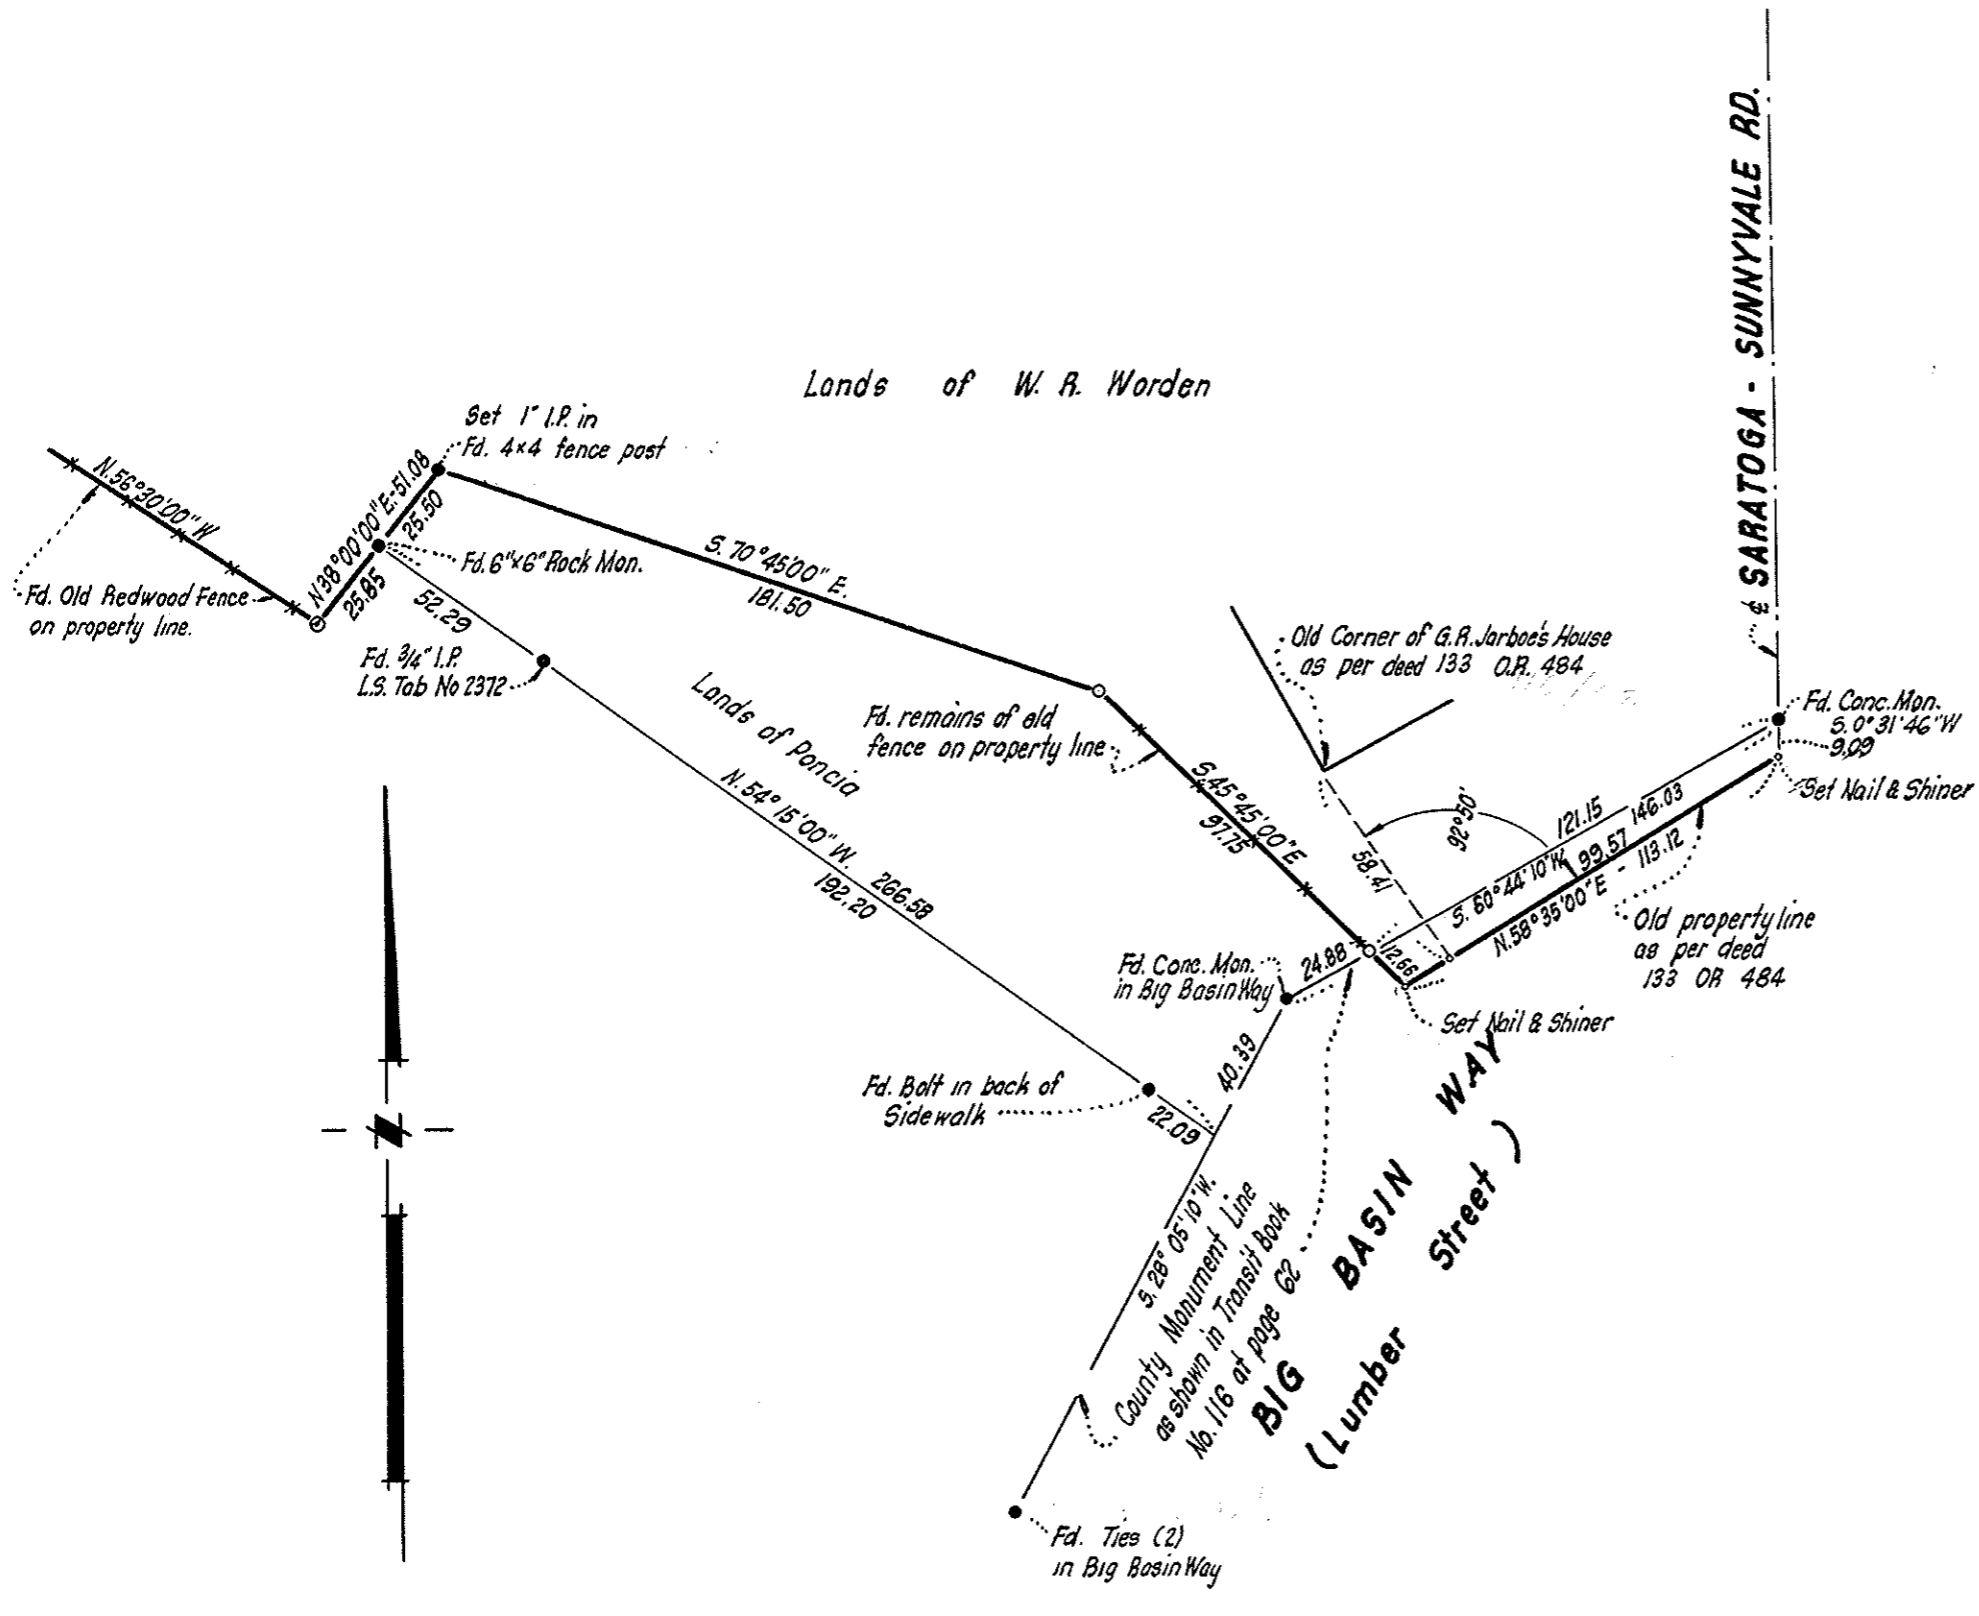 ₵ SARATOGA - SUNNYVALE RD.
Lands of W. R. Worden
Set 1" I.P. in
Fd. 4x4 fence post
N.56°30'00"W
N38°00'00"E-51.08
25.50
25.85
Fd. 6"x6" Rock Mon.
Fd. Old Redwood Fence
on property line.
52.29
Fd. 3/4" I.P.
L.S. Tab No 2372
S. 70°45'00" E.
181.50
Lands of Poncia
N. 54° 15'00" W. 266.58
192.20
Fd. remains of old
fence on property line
S.45°45'00"E
97.75
Old Corner of G.R. Jarboe's House
as per deed 133 O.R. 484
Fd. Conc. Mon.
S. 0° 31' 46" W
9.09
Set Nail & Shiner
92°50'
58.41
121.15
146.03
S. 60° 44' 10" W.
99.57
N.58°35'00"E - 113.12
Old property line
as per deed
133 OR 484
Fd. Conc. Mon.
in Big Basin Way
24.88
12.66
Set Nail & Shiner
40.39
Fd. Bolt in back of
Sidewalk
22.09
S. 28° 05' 10" W.
County Monument Line
as shown in Transit Book
No. 116 at page 62
BIG BASIN WAY
(Lumber Street)
N
Fd. Ties (2)
in Big Basin Way